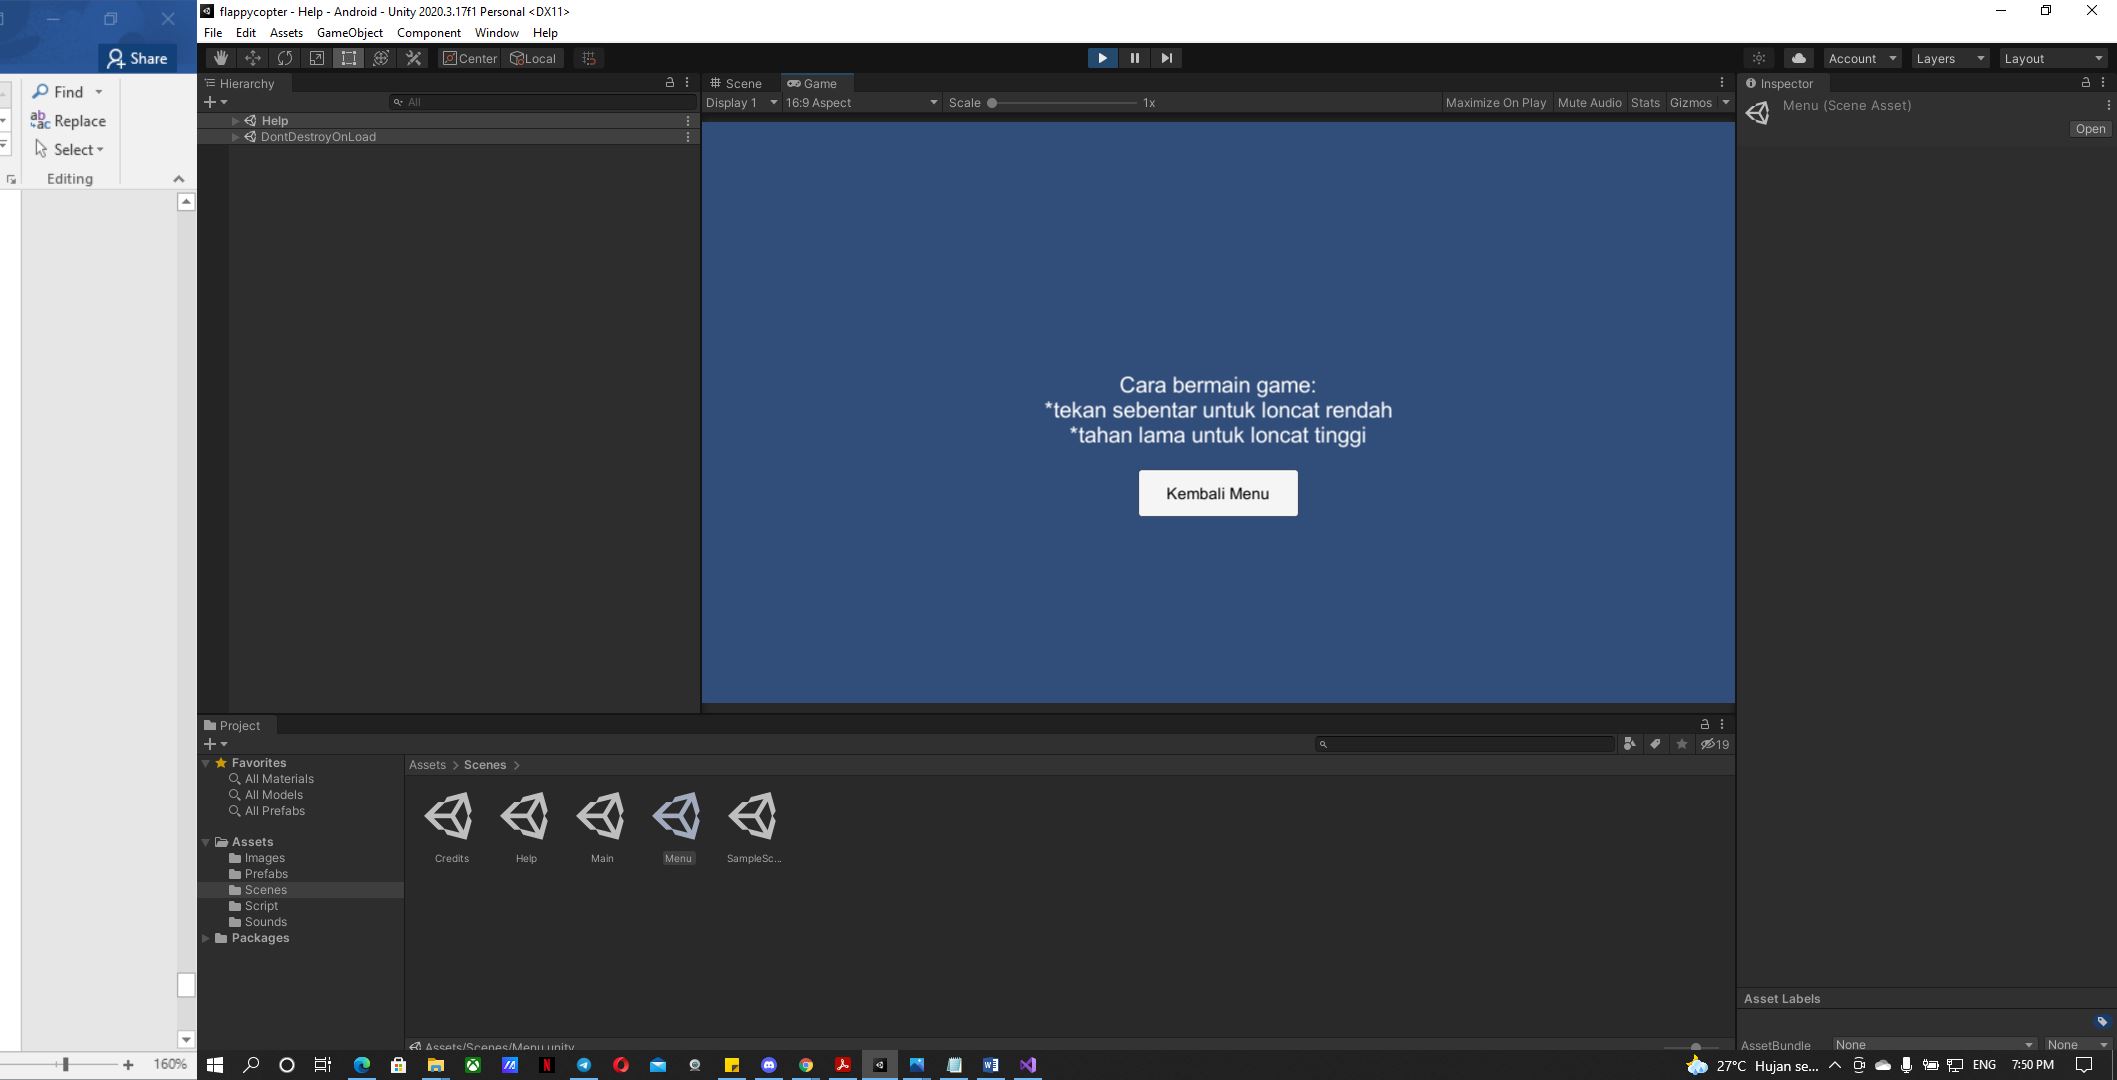 Share
Find
Replace
Select
Editing
160%
flappycopter - Help - Android - Unity 2020.3.17f1 Personal <DX11>
File Edit Assets GameObject Component Window Help
Center Local
Account Layers Layout
Hierarchy
All
Help
DontDestroyOnLoad
Scene Game
Display 1 16:9 Aspect Scale 1x Maximize On Play Mute Audio Stats Gizmos
Cara bermain game:
*tekan sebentar untuk loncat rendah
*tahan lama untuk loncat tinggi
Kembali Menu
Inspector
Menu (Scene Asset)
Open
Asset Labels
AssetBundle None None
Project
19
Favorites
All Materials
All Models
All Prefabs
Assets
Images
Prefabs
Scenes
Script
Sounds
Packages
Assets > Scenes >
Credits Help Main Menu SampleSc...
Assets/Scenes/Menu.unity
27°C Hujan se... ENG 7:50 PM